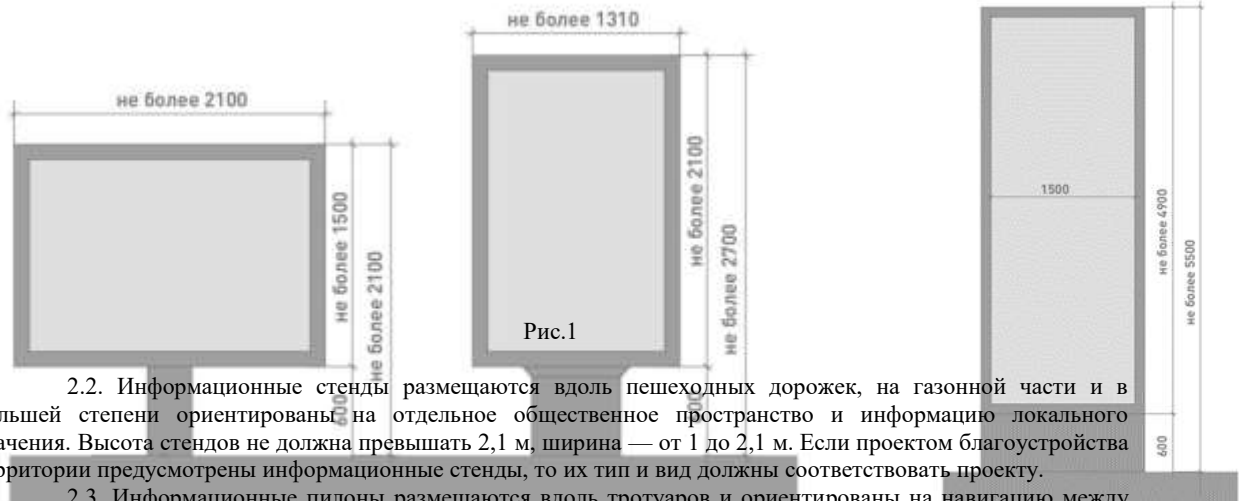 не более 1310
не более 2100
1500
не более 1500
не более 2100
600
не более 2100
не более 2700
не более 4900
не более 5500
600
Рис.1
2.2. Информационные стенды размещаются вдоль пешеходных дорожек, на газонной части и в
степени ориентированы на отдельное общественное пространство и информацию локального
Высота стендов не должна превышать 2,1 м, ширина — от 1 до 2,1 м. Если проектом благоустройства
предусмотрены информационные стенды, то их тип и вид должны соответствовать проекту.
2.3. Информационные пилоны размещаются вдоль тротуаров и ориентированы на навигацию между